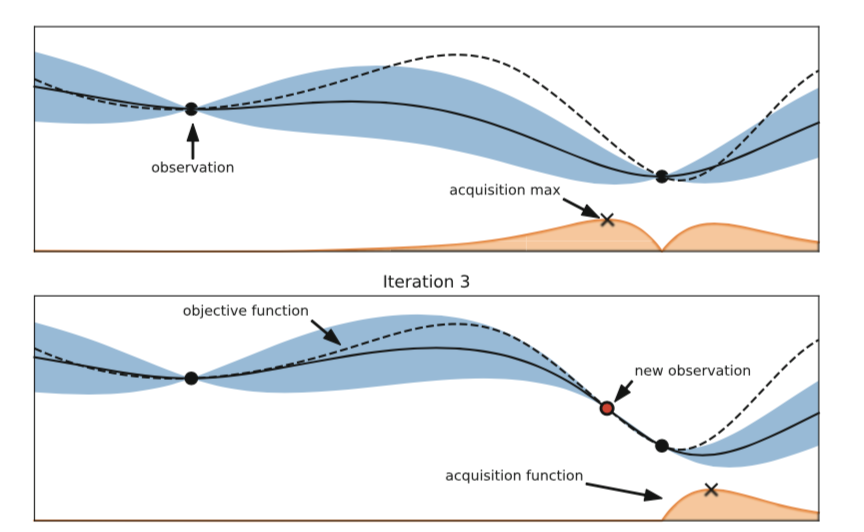 observation
acquisition max
Iteration 3
objective function
new observation
acquisition function